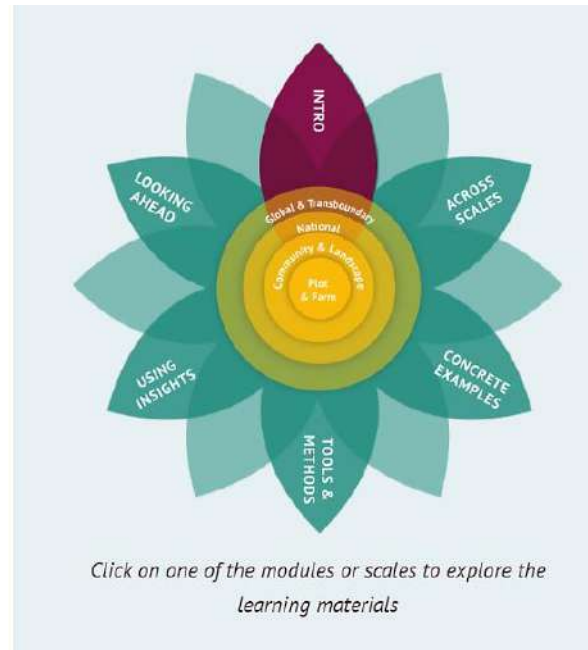 INTRO
LOOKING
AHEAD
ACROSS
SCALES
Global & Transboundary
National
Community & Landscape
Plot
& Farm
USING
INSIGHTS
CONCRETE
EXAMPLES
TOOLS &
METHODS
Click on one of the modules or scales to explore the
learning materials